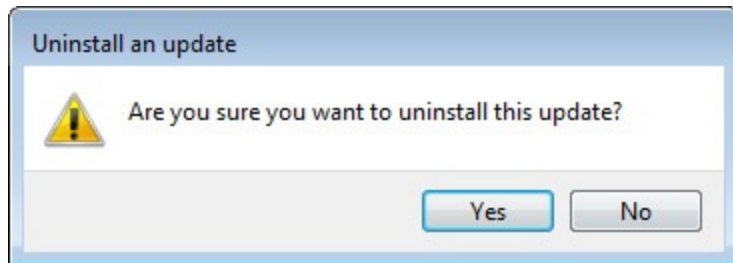 Uninstall an update
Are you sure you want to uninstall this update?
Yes No